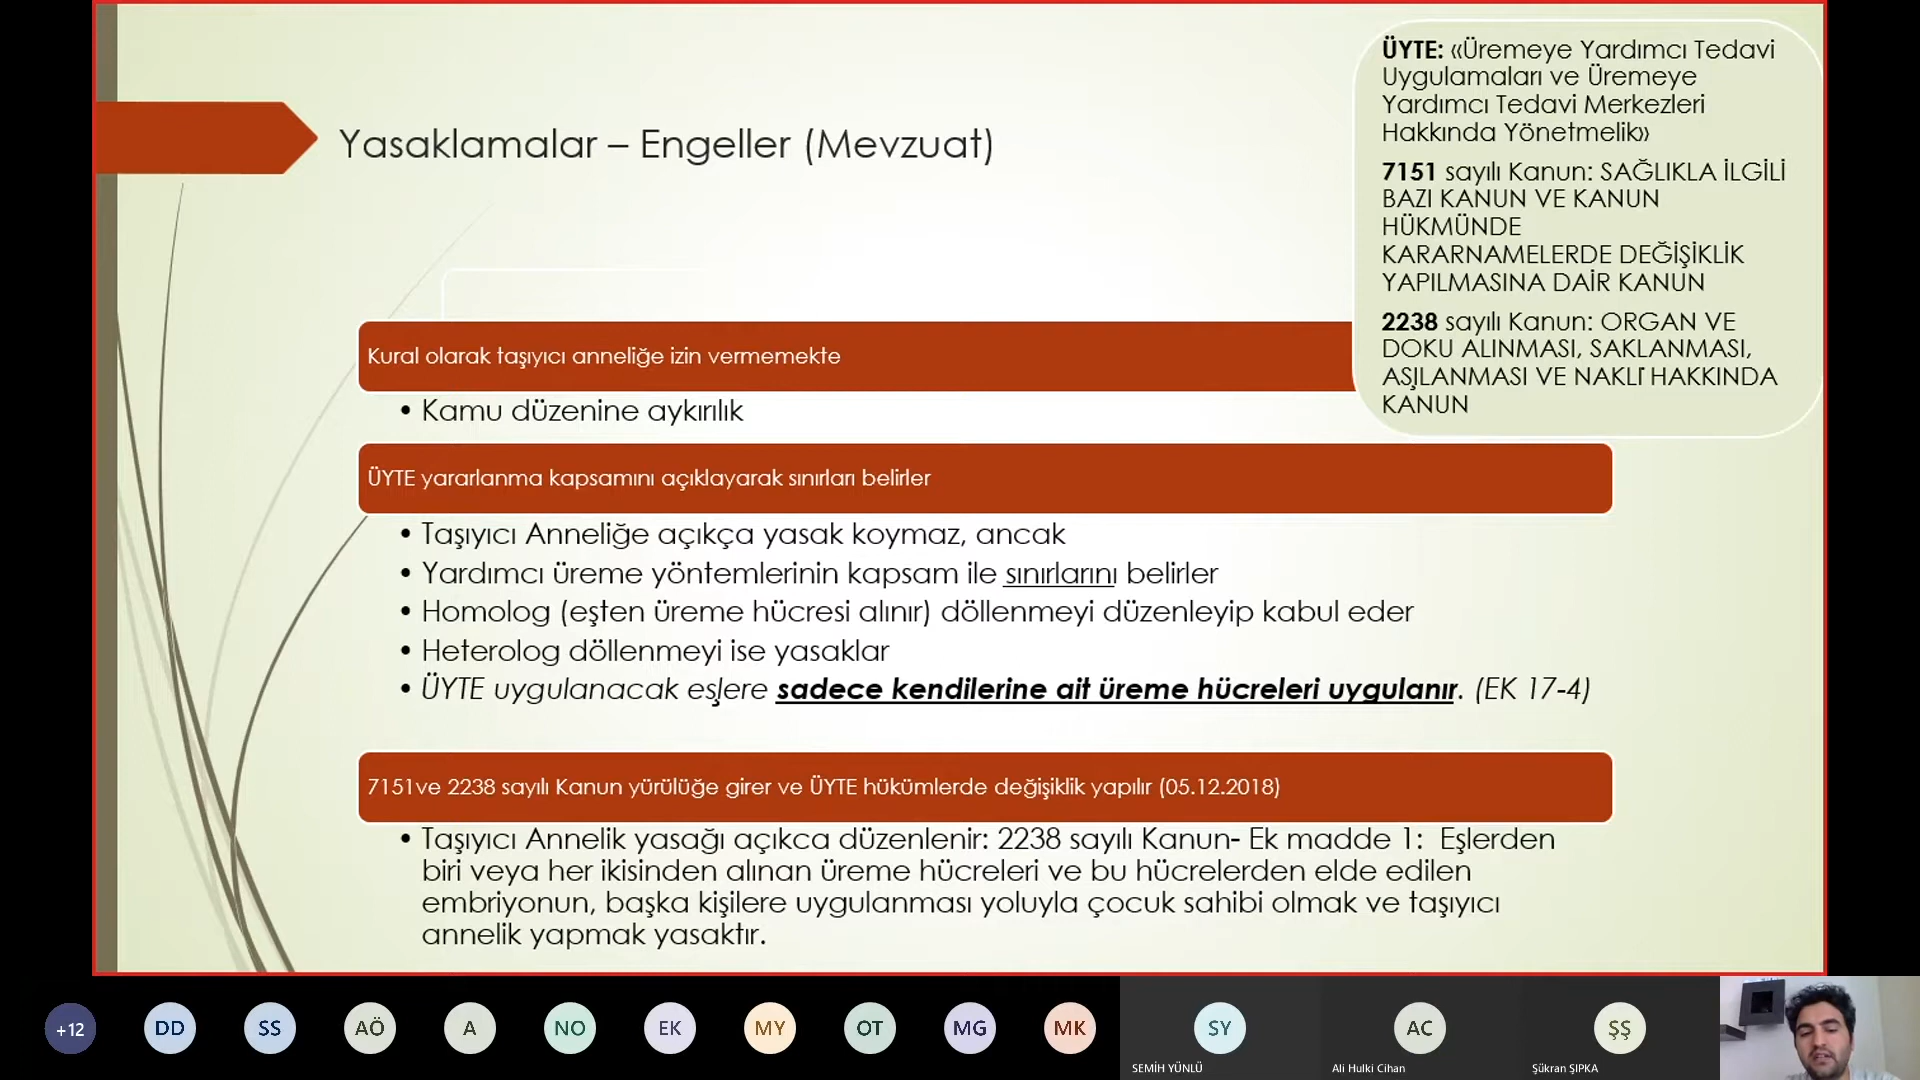 Yasaklamalar – Engeller (Mevzuat)
ÜYTE: «Üremeye Yardımcı Tedavi
Uygulamaları ve Üremeye
Yardımcı Tedavi Merkezleri
Hakkında Yönetmelik»
7151 sayılı Kanun: SAĞLIKLA İLGİLİ
BAZI KANUN VE KANUN
HÜKMÜNDE
KARARNAMELERDE DEĞİŞİKLİK
YAPILMASINA DAİR KANUN
2238 sayılı Kanun: ORGAN VE
DOKU ALINMASI, SAKLANMASI,
AŞILANMASI VE NAKLİ HAKKINDA
KANUN
Kural olarak taşıyıcı anneliğe izin vermemekte
• Kamu düzenine aykırılık
ÜYTE yararlanma kapsamını açıklayarak sınırları belirler
• Taşıyıcı Anneliğe açıkça yasak koymaz, ancak
• Yardımcı üreme yöntemlerinin kapsam ile sınırlarını belirler
• Homolog (eşten üreme hücresi alınır) döllenmeyi düzenleyip kabul eder
• Heterolog döllenmeyi ise yasaklar
• ÜYTE uygulanacak eşlere sadece kendilerine ait üreme hücreleri uygulanır. (EK 17-4)
7151ve 2238 sayılı Kanun yürülüğe girer ve ÜYTE hükümlerde değişiklik yapılır (05.12.2018)
• Taşıyıcı Annelik yasağı açıkca düzenlenir: 2238 sayılı Kanun- Ek madde 1: Eşlerden
biri veya her ikisinden alınan üreme hücreleri ve bu hücrelerden elde edilen
embriyonun, başka kişilere uygulanması yoluyla çocuk sahibi olmak ve taşıyıcı
annelik yapmak yasaktır.
+12 DD SS AÖ A NO EK MY OT MG MK SY AC ŞŞ
SEMİH YÜNLÜ Ali Hulki Cihan Şükran ŞIPKA